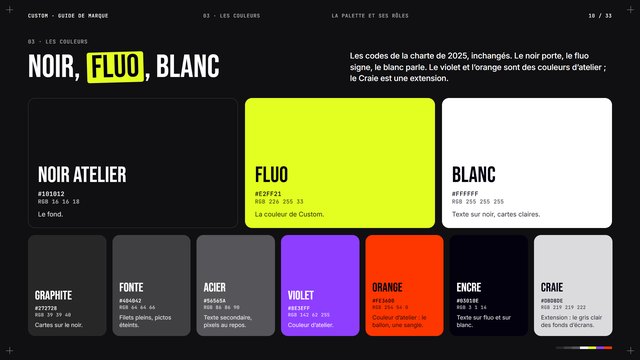 CUSTOM · GUIDE DE MARQUE
03 · LES COULEURS
LA PALETTE ET SES RÔLES
10 / 33
03 · LES COULEURS
NOIR, FLUO, BLANC
Les codes de la charte de 2025, inchangés. Le noir porte, le fluo
signe, le blanc parle. Le violet et l'orange sont des couleurs d'atelier ;
le Craie est une extension.
NOIR ATELIER
#101012
RGB 16 16 18
Le fond.
FLUO
#E2FF21
RGB 226 255 33
La couleur de Custom.
BLANC
#FFFFFF
RGB 255 255 255
Texte sur noir, cartes claires.
GRAPHITE
#272728
RGB 39 39 40
Cartes sur le noir.
FONTE
#404042
RGB 64 64 66
Filets pleins, pictos
éteints.
ACIER
#56565A
RGB 86 86 90
Texte secondaire,
pixels au repos.
VIOLET
#8E3EFF
RGB 142 62 255
Couleur d'atelier.
ORANGE
#FE3600
RGB 254 54 0
Couleur d'atelier : le
ballon, une sangle.
ENCRE
#03010E
RGB 3 1 14
Texte sur fluo et sur
blanc.
CRAIE
#DBDBDE
RGB 219 219 222
Extension : le gris clair
des fonds d'écrans.